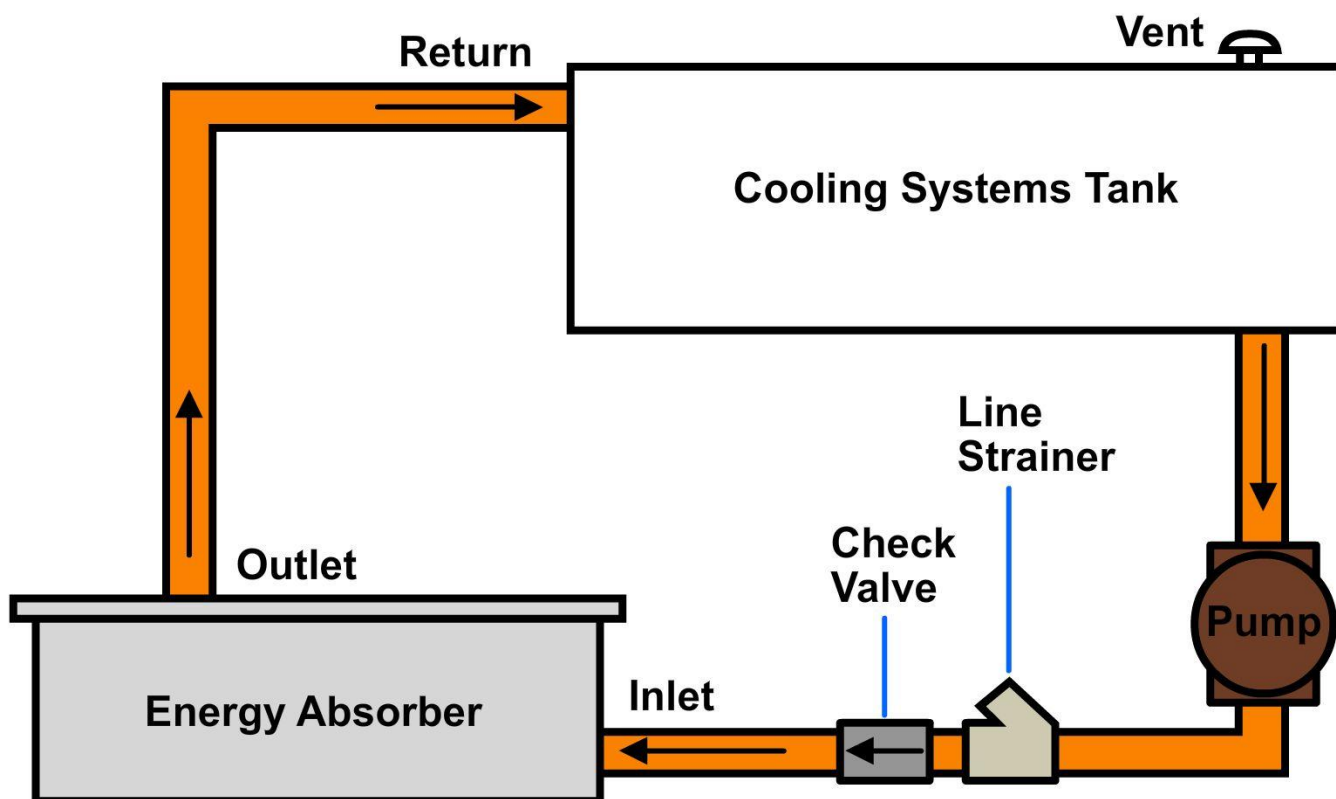 Vent
Return
Cooling Systems Tank
Line
Strainer
Check
Valve
Outlet
Pump
Inlet
Energy Absorber